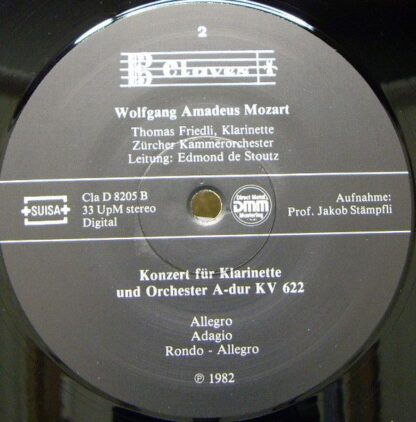 2
Claves
Wolfgang Amadeus Mozart
Thomas Friedli, Klarinette
Zürcher Kammerorchester
Leitung: Edmond de Stoutz
SUISA
Cla D 8205 B
33 UpM stereo
Digital
Direct Metal
DMM
Mastering
Aufnahme:
Prof. Jakob Stämpfli
Konzert für Klarinette
und Orchester A-dur KV 622
Allegro
Adagio
Rondo - Allegro
℗ 1982